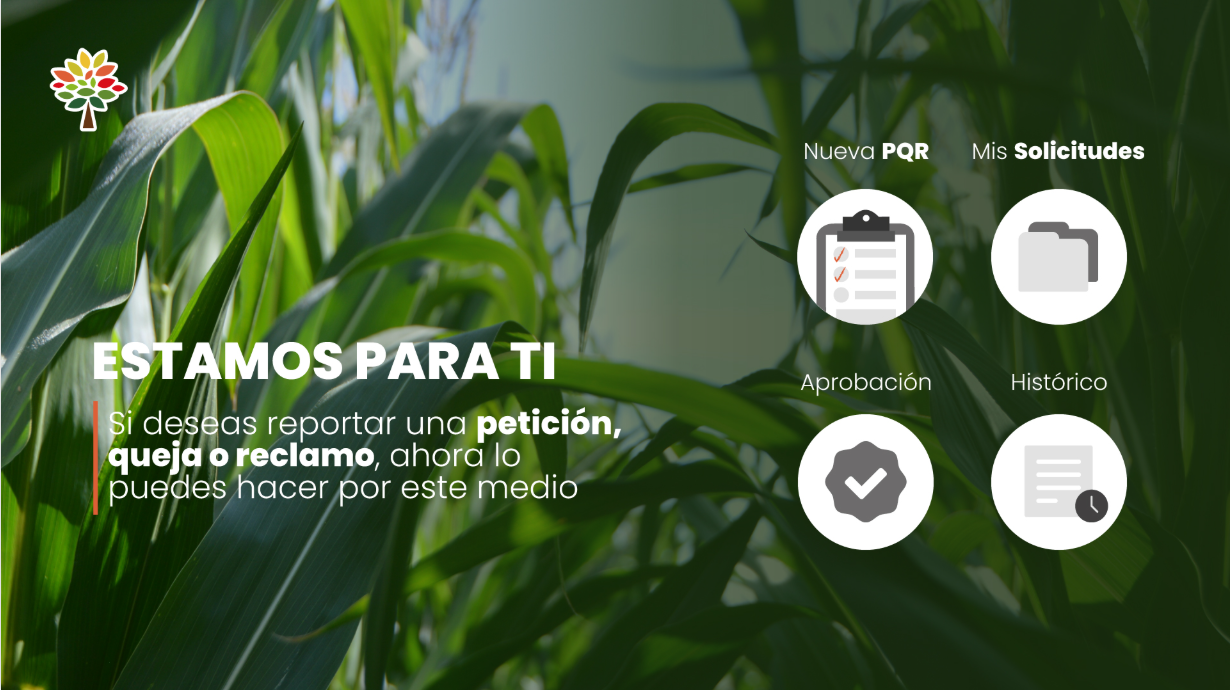 Nueva PQR
Mis Solicitudes
ESTAMOS PARA TI
Aprobación
Histórico
Si deseas reportar una petición,
queja o reclamo, ahora lo
puedes hacer por este medio